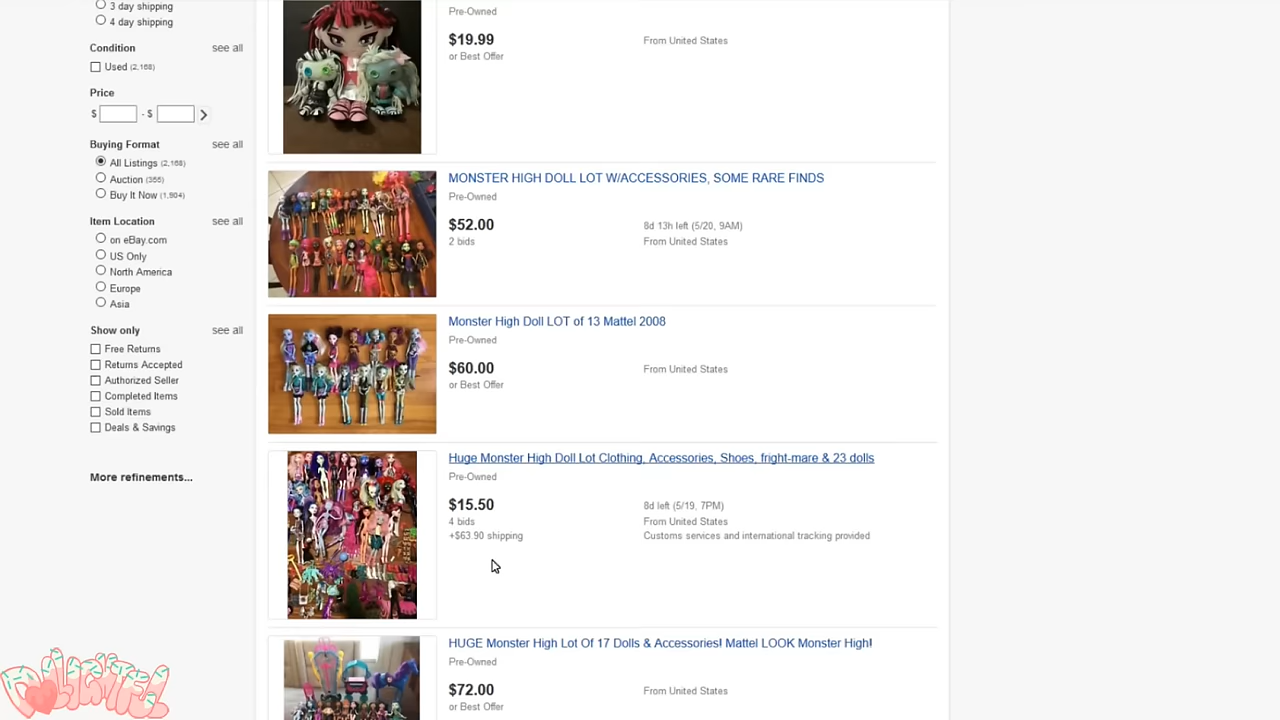 3 day shipping
4 day shipping
Condition see all
Used (2,168)
Price
$ - $
Buying Format see all
All Listings (2,168)
Auction (355)
Buy It Now (1,904)
Item Location see all
on eBay.com
US Only
North America
Europe
Asia
Show only see all
Free Returns
Returns Accepted
Authorized Seller
Completed Items
Sold Items
Deals & Savings
More refinements...
Pre-Owned
$19.99 From United States
or Best Offer
MONSTER HIGH DOLL LOT W/ACCESSORIES, SOME RARE FINDS
Pre-Owned
$52.00 8d 13h left (5/20, 9AM)
2 bids From United States
Monster High Doll LOT of 13 Mattel 2008
Pre-Owned
$60.00 From United States
or Best Offer
Huge Monster High Doll Lot Clothing, Accessories, Shoes, fright-mare & 23 dolls
Pre-Owned
$15.50 8d left (5/19, 7PM)
4 bids From United States
+$63.90 shipping Customs services and international tracking provided
HUGE Monster High Lot Of 17 Dolls & Accessories! Mattel LOOK Monster High!
Pre-Owned
$72.00 From United States
or Best Offer